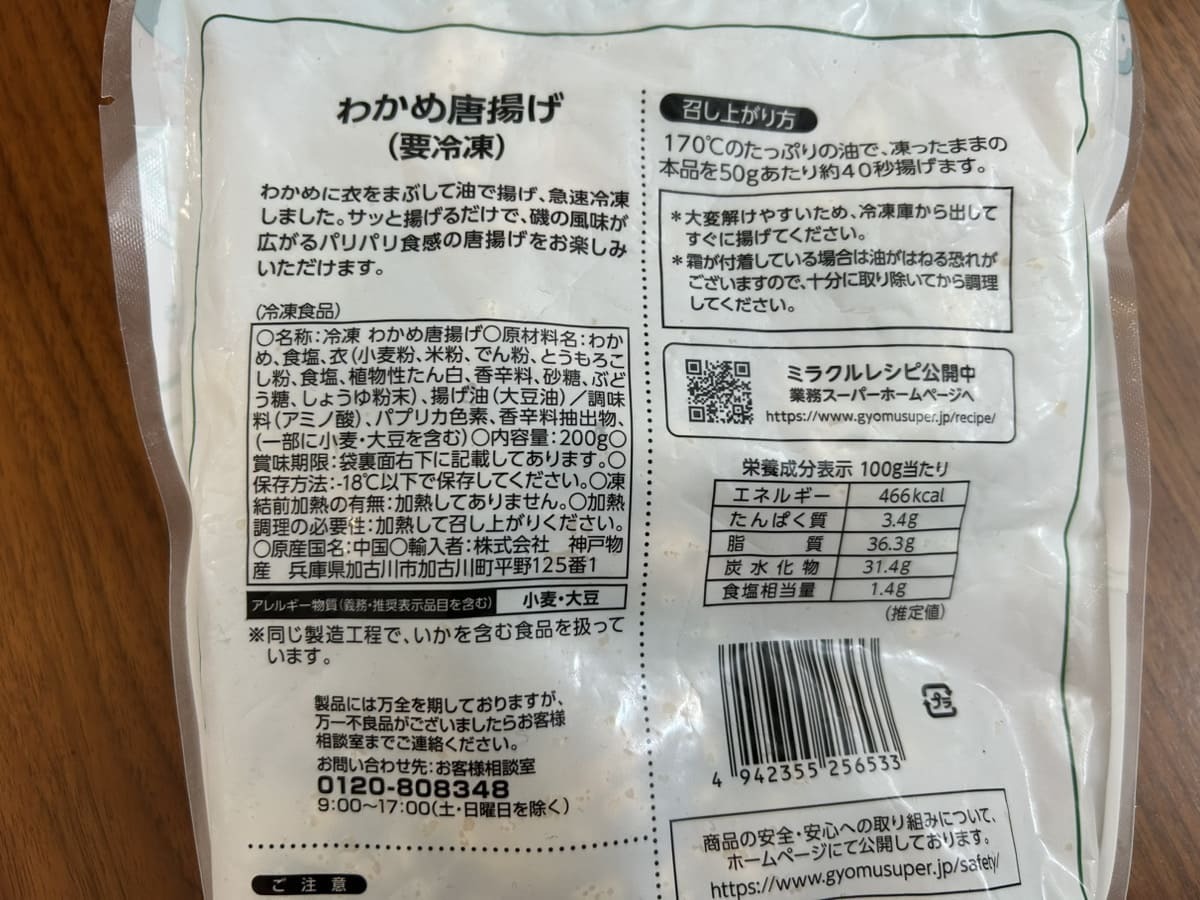 わかめ唐揚げ
(要冷凍)
わかめに衣をまぶして油で揚げ、急速冷凍
しました。サッと揚げるだけで、磯の風味が
広がるパリパリ食感の唐揚げをお楽しみ
いただけます。
(冷凍食品)
〇名称:冷凍 わかめ唐揚げ〇原材料名:わか
め、食塩、衣(小麦粉、米粉、でん粉、とうもろこ
し粉、食塩、植物性たん白、香辛料、砂糖、ぶど
う糖、しょうゆ粉末)、揚げ油(大豆油)/調味
料(アミノ酸)、パプリカ色素、香辛料抽出物、
(一部に小麦・大豆を含む)〇内容量:200g〇
賞味期限:袋裏面右下に記載してあります。〇
保存方法:-18℃以下で保存してください。〇凍
結前加熱の有無:加熱してありません。〇加熱
調理の必要性:加熱して召し上がりください。
〇原産国名:中国〇輸入者:株式会社 神戸物
産 兵庫県加古川市加古川町平野125番1
アレルギー物質(義務・推奨表示品目を含む) 小麦・大豆
※同じ製造工程で、いかを含む食品を扱って
います。
製品には万全を期しておりますが、
万一不良品がございましたらお客様
相談室までご連絡ください。
お問い合わせ先:お客様相談室
0120-808348
9:00～17:00(土・日曜日を除く)
ご注意
召し上がり方
170℃のたっぷりの油で、凍ったままの
本品を50gあたり約40秒揚げます。
*大変解けやすいため、冷凍庫から出して
すぐに揚げてください。
*霜が付着している場合は油がはねる恐れが
ございますので、十分に取り除いてから調理
してください。
ミラクルレシピ公開中
業務スーパーホームページへ
https://www.gyomusuper.jp/recipe/
栄養成分表示 100g当たり
エネルギー 466kcal
たんぱく質 3.4g
脂質 36.3g
炭水化物 31.4g
食塩相当量 1.4g
(推定値)
プラ
4 942355 256533
商品の安全・安心への取り組みについて、
ホームページにて公開しております。
https://www.gyomusuper.jp/safety/